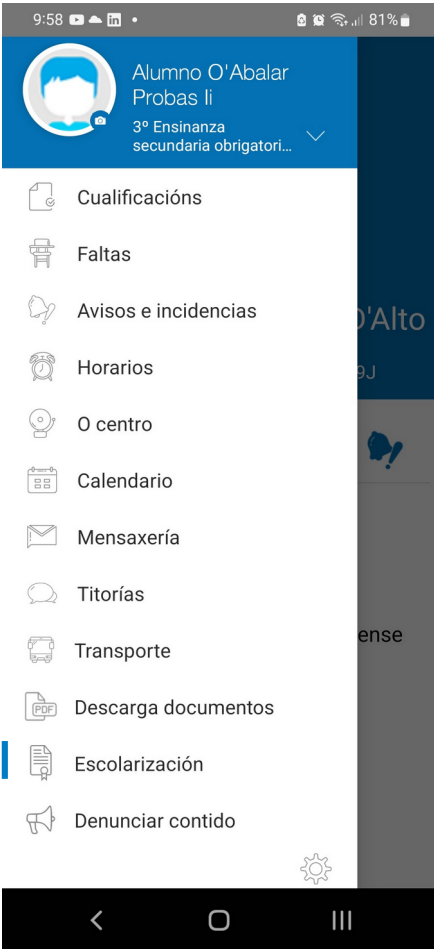 9:58
81%
Alumno O'Abalar
Probas Ii
3º Ensinanza
secundaria obrigatori...
Cualificacións
Faltas
Avisos e incidencias
D'Alto
Horarios
9J
O centro
Calendario
Mensaxería
Titorías
ense
Transporte
PDF
Descarga documentos
Escolarización
Denunciar contido